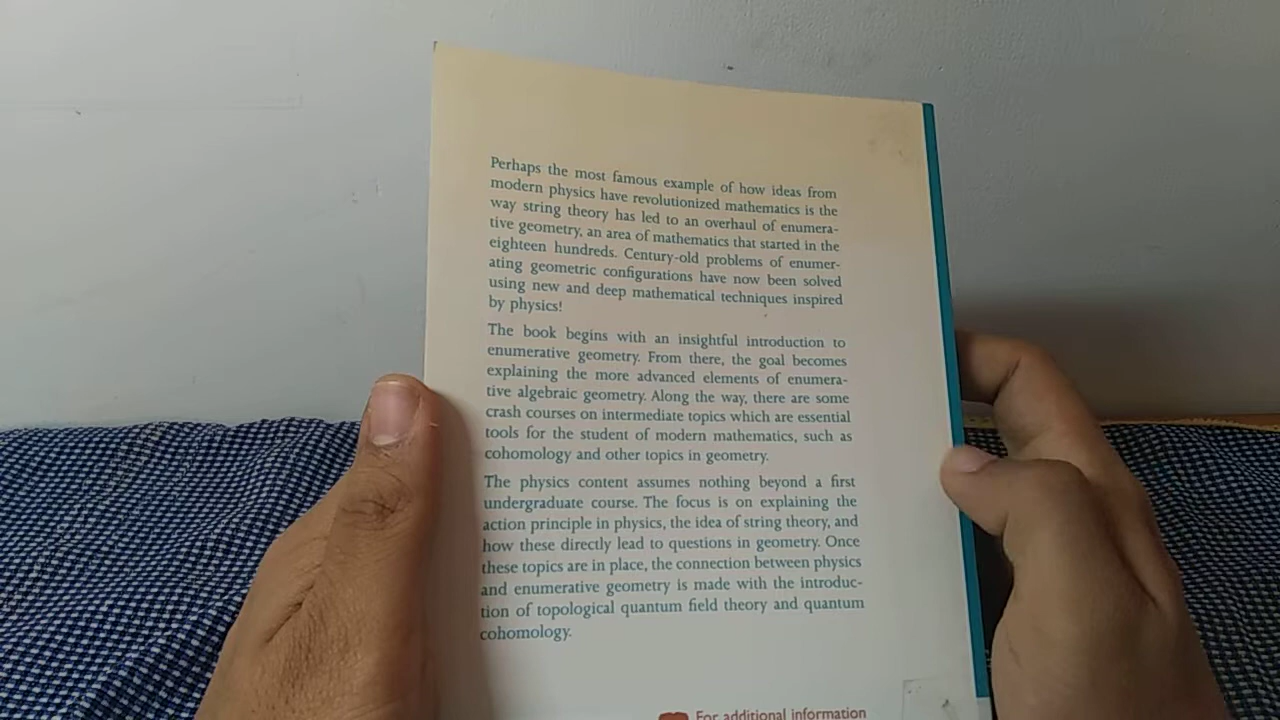 Perhaps the most famous example of how ideas from
modern physics have revolutionized mathematics is the
way string theory has led to an overhaul of enumera-
tive geometry, an area of mathematics that started in the
eighteen hundreds. Century-old problems of enumer-
ating geometric configurations have now been solved
using new and deep mathematical techniques inspired
by physics!
The book begins with an insightful introduction to
enumerative geometry. From there, the goal becomes
explaining the more advanced elements of enumera-
tive algebraic geometry. Along the way, there are some
crash courses on intermediate topics which are essential
tools for the student of modern mathematics, such as
cohomology and other topics in geometry.
The physics content assumes nothing beyond a first
undergraduate course. The focus is on explaining the
action principle in physics, the idea of string theory, and
how these directly lead to questions in geometry. Once
these topics are in place, the connection between physics
and enumerative geometry is made with the introduc-
tion of topological quantum field theory and quantum
cohomology.
For additional information